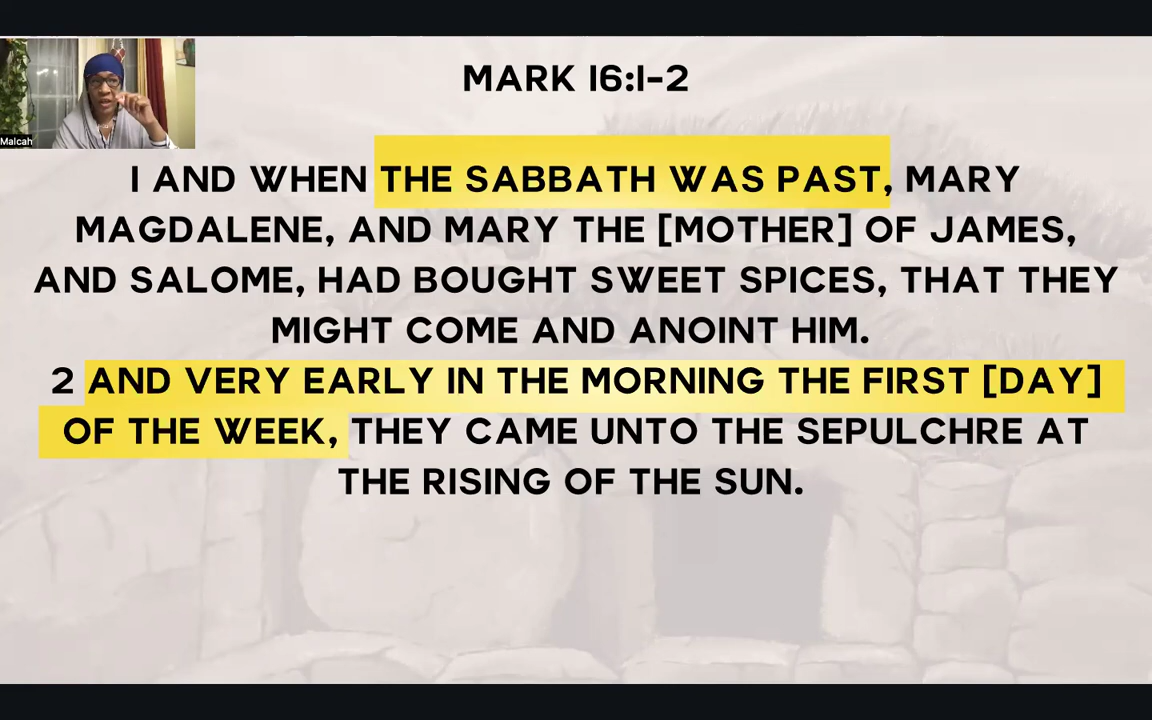 MARK 16:1-2
Malcah
1 AND WHEN THE SABBATH WAS PAST, MARY
MAGDALENE, AND MARY THE [MOTHER] OF JAMES,
AND SALOME, HAD BOUGHT SWEET SPICES, THAT THEY
MIGHT COME AND ANOINT HIM.
2 AND VERY EARLY IN THE MORNING THE FIRST [DAY]
OF THE WEEK, THEY CAME UNTO THE SEPULCHRE AT
THE RISING OF THE SUN.